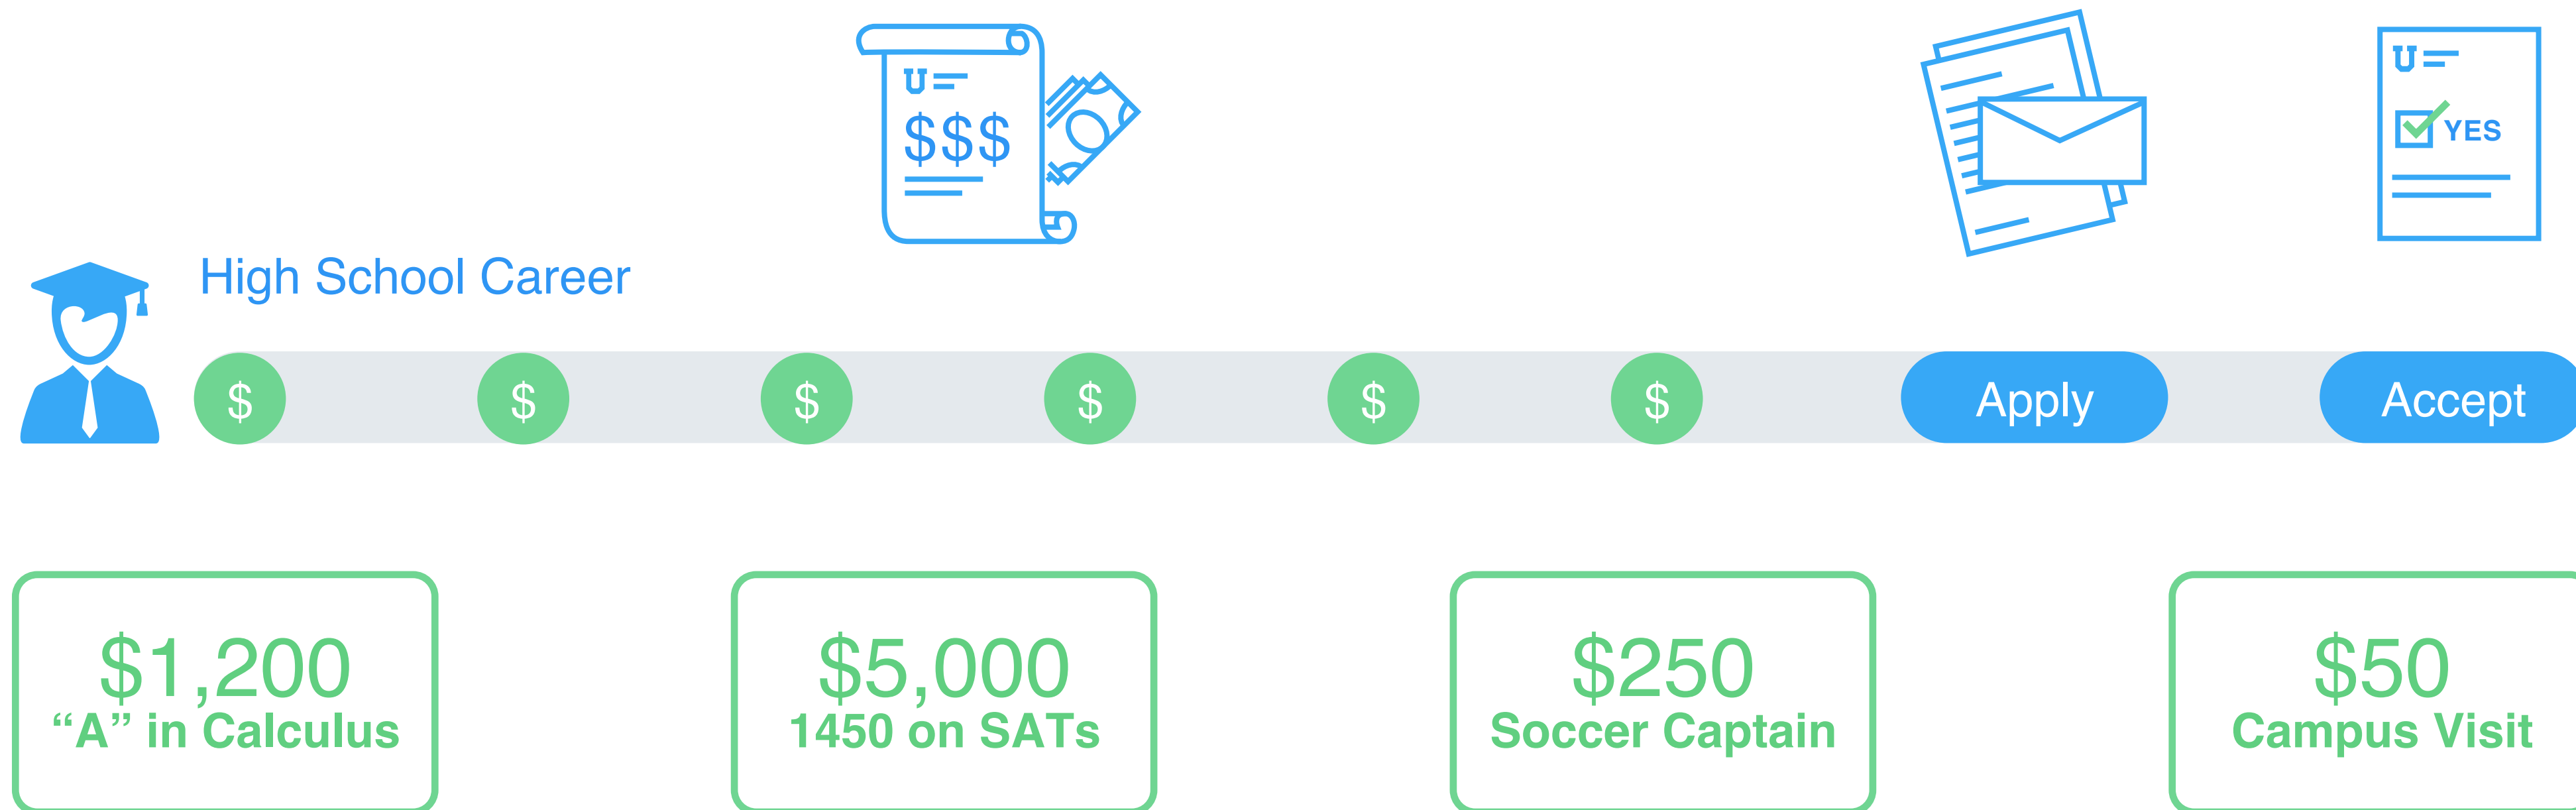 U
$$$
U
YES
High School Career
$ $ $ $ $ $ Apply Accept
$1,200
“A” in Calculus
$5,000
1450 on SATs
$250
Soccer Captain
$50
Campus Visit